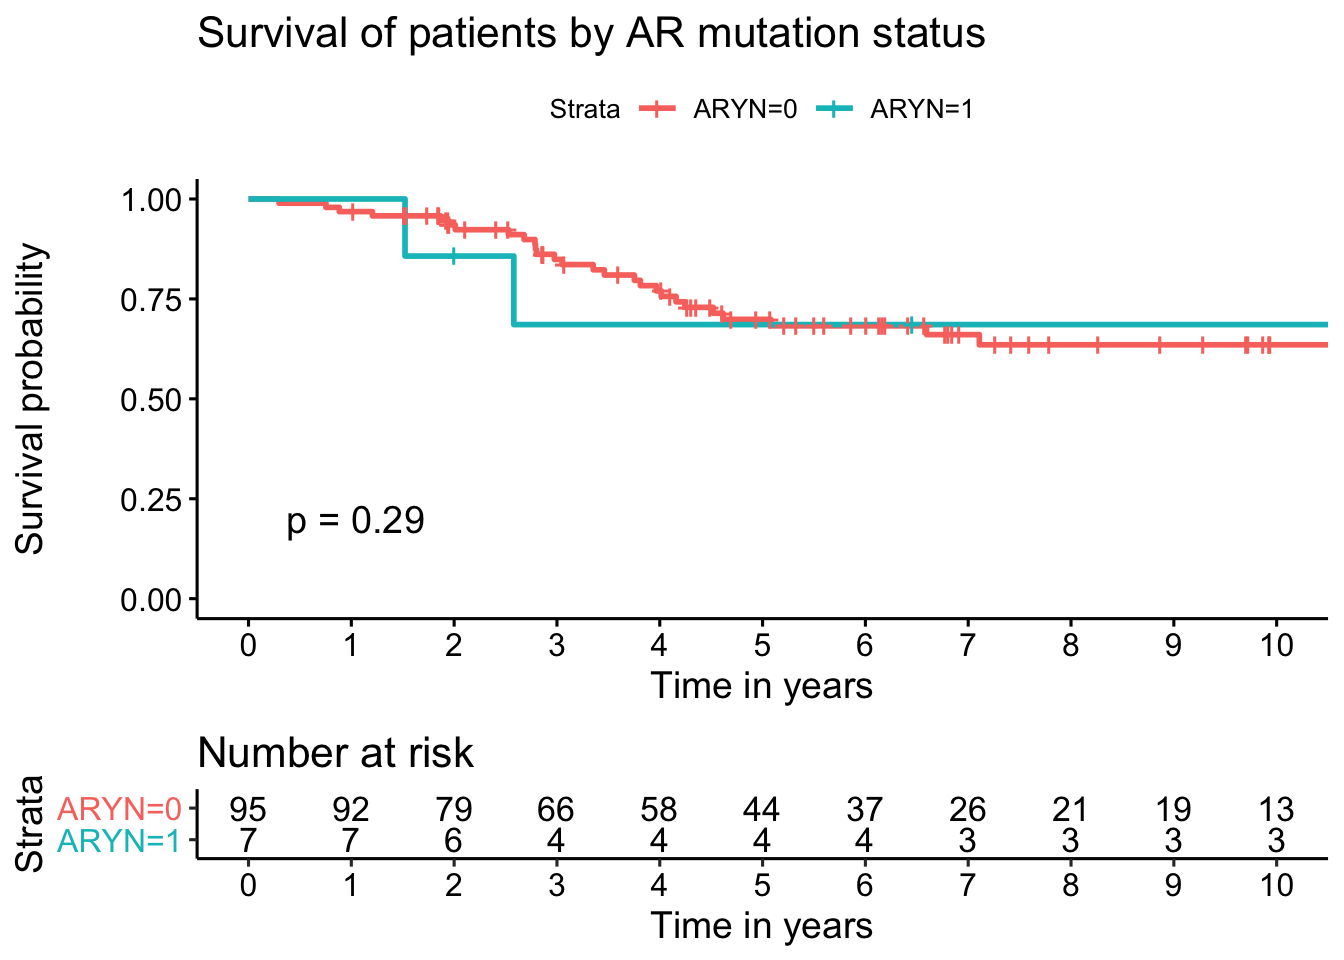 Survival of patients by AR mutation status
Strata ARYN=0 ARYN=1
Survival probability
1.00
0.75
0.50
0.25
0.00
p = 0.29
0 1 2 3 4 5 6 7 8 9 10
Time in years
Number at risk
Strata
ARYN=0 95 92 79 66 58 44 37 26 21 19 13
ARYN=1 7 7 6 4 4 4 4 3 3 3 3
0 1 2 3 4 5 6 7 8 9 10
Time in years